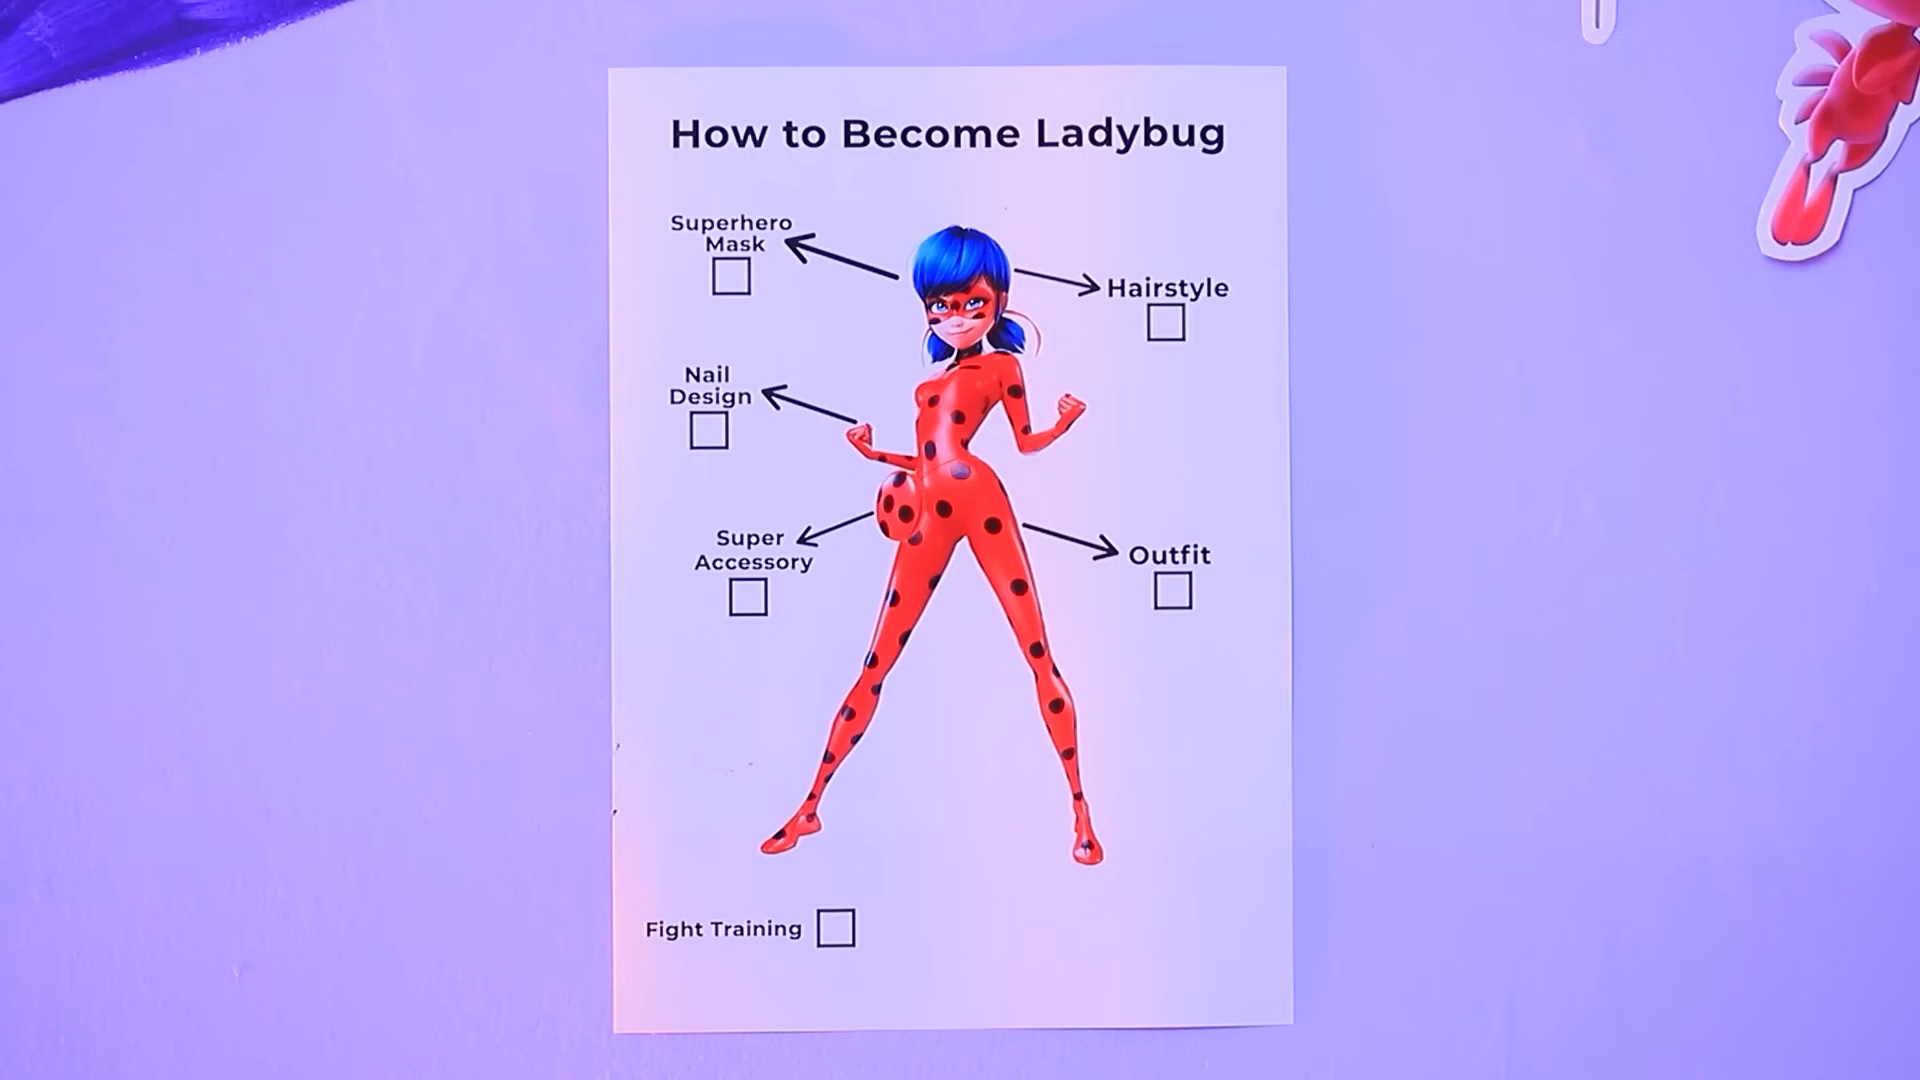 How to Become Ladybug
Superhero
Mask
Hairstyle
Nail
Design
Super
Accessory
Outfit
Fight Training